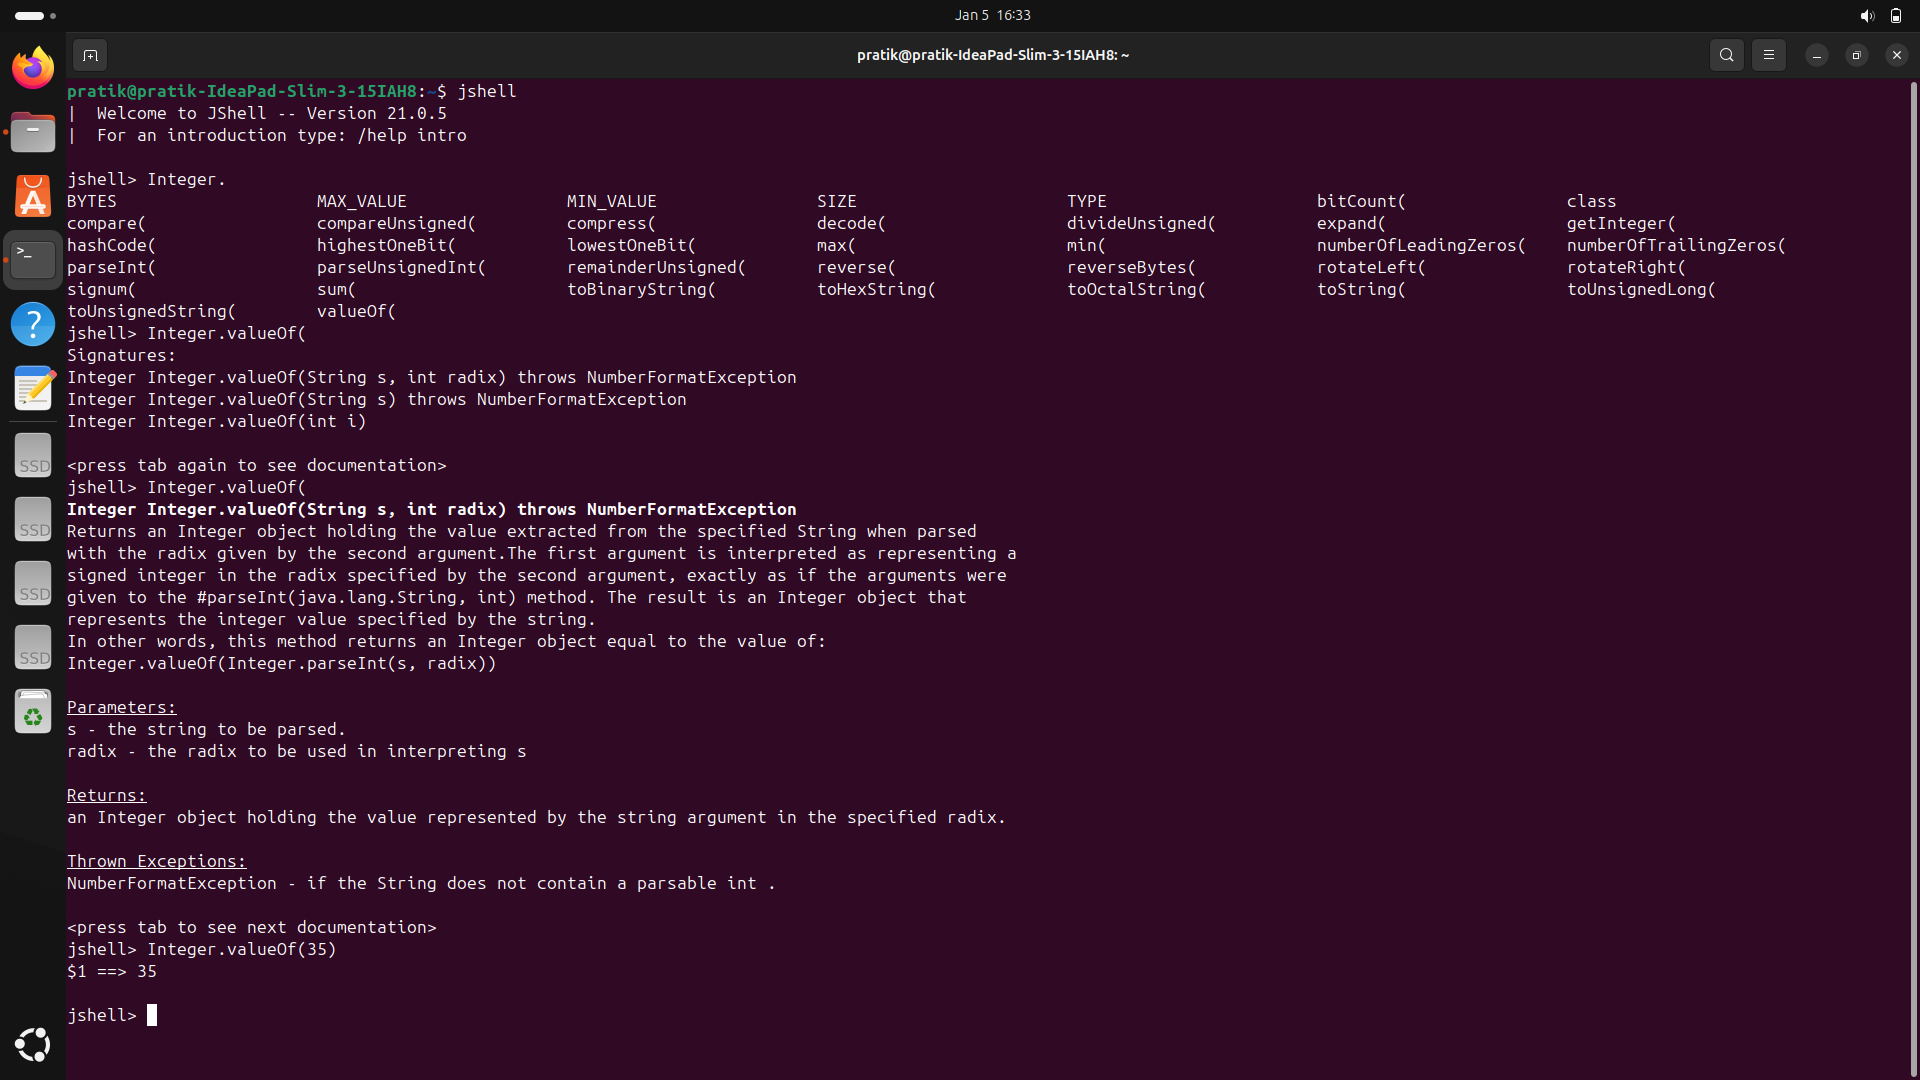 Jan 5 16:33
pratik@pratik-IdeaPad-Slim-3-15IAH8: ~
pratik@pratik-IdeaPad-Slim-3-15IAH8:~$ jshell
|  Welcome to JShell -- Version 21.0.5
|  For an introduction type: /help intro
jshell> Integer.
BYTES MAX_VALUE MIN_VALUE SIZE TYPE bitCount( class
compare( compareUnsigned( compress( decode( divideUnsigned( expand( getInteger(
hashCode( highestOneBit( lowestOneBit( max( min( numberOfLeadingZeros( numberOfTrailingZeros(
parseInt( parseUnsignedInt( remainderUnsigned( reverse( reverseBytes( rotateLeft( rotateRight(
signum( sum( toBinaryString( toHexString( toOctalString( toString( toUnsignedLong(
toUnsignedString( valueOf(
jshell> Integer.valueOf(
Signatures:
Integer Integer.valueOf(String s, int radix) throws NumberFormatException
Integer Integer.valueOf(String s) throws NumberFormatException
Integer Integer.valueOf(int i)
<press tab again to see documentation>
jshell> Integer.valueOf(
Integer Integer.valueOf(String s, int radix) throws NumberFormatException
Returns an Integer object holding the value extracted from the specified String when parsed
with the radix given by the second argument.The first argument is interpreted as representing a
signed integer in the radix specified by the second argument, exactly as if the arguments were
given to the #parseInt(java.lang.String, int) method. The result is an Integer object that
represents the integer value specified by the string.
In other words, this method returns an Integer object equal to the value of:
Integer.valueOf(Integer.parseInt(s, radix))
Parameters:
s - the string to be parsed.
radix - the radix to be used in interpreting s
Returns:
an Integer object holding the value represented by the string argument in the specified radix.
Thrown Exceptions:
NumberFormatException - if the String does not contain a parsable int .
<press tab to see next documentation>
jshell> Integer.valueOf(35)
$1 ==> 35
jshell>
SSD
SSD
SSD
SSD